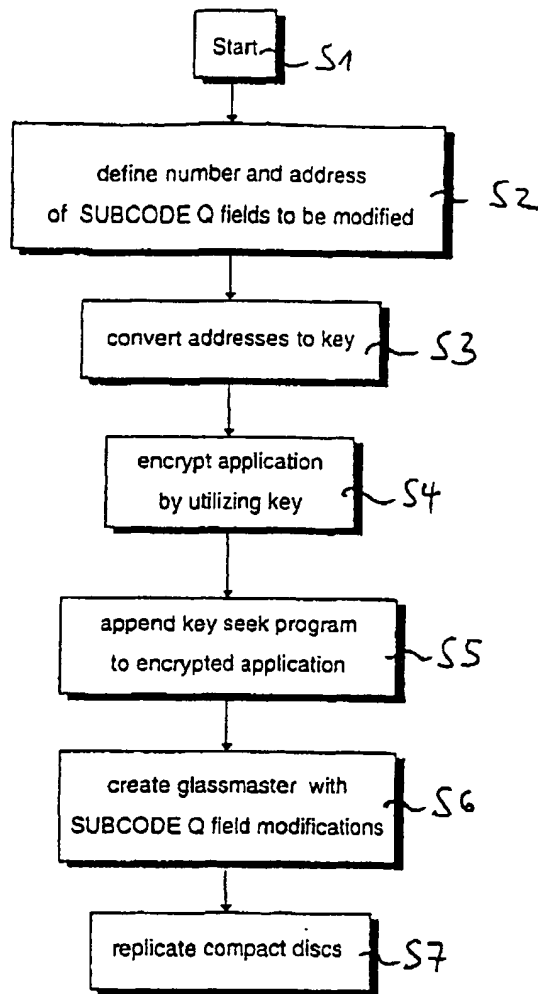 Start
S1
define number and address
of SUBCODE Q fields to be modified
S2
convert addresses to key
S3
encrypt application
by utilizing key
S4
append key seek program
to encrypted application
S5
create glassmaster with
SUBCODE Q field modifications
S6
replicate compact discs
S7